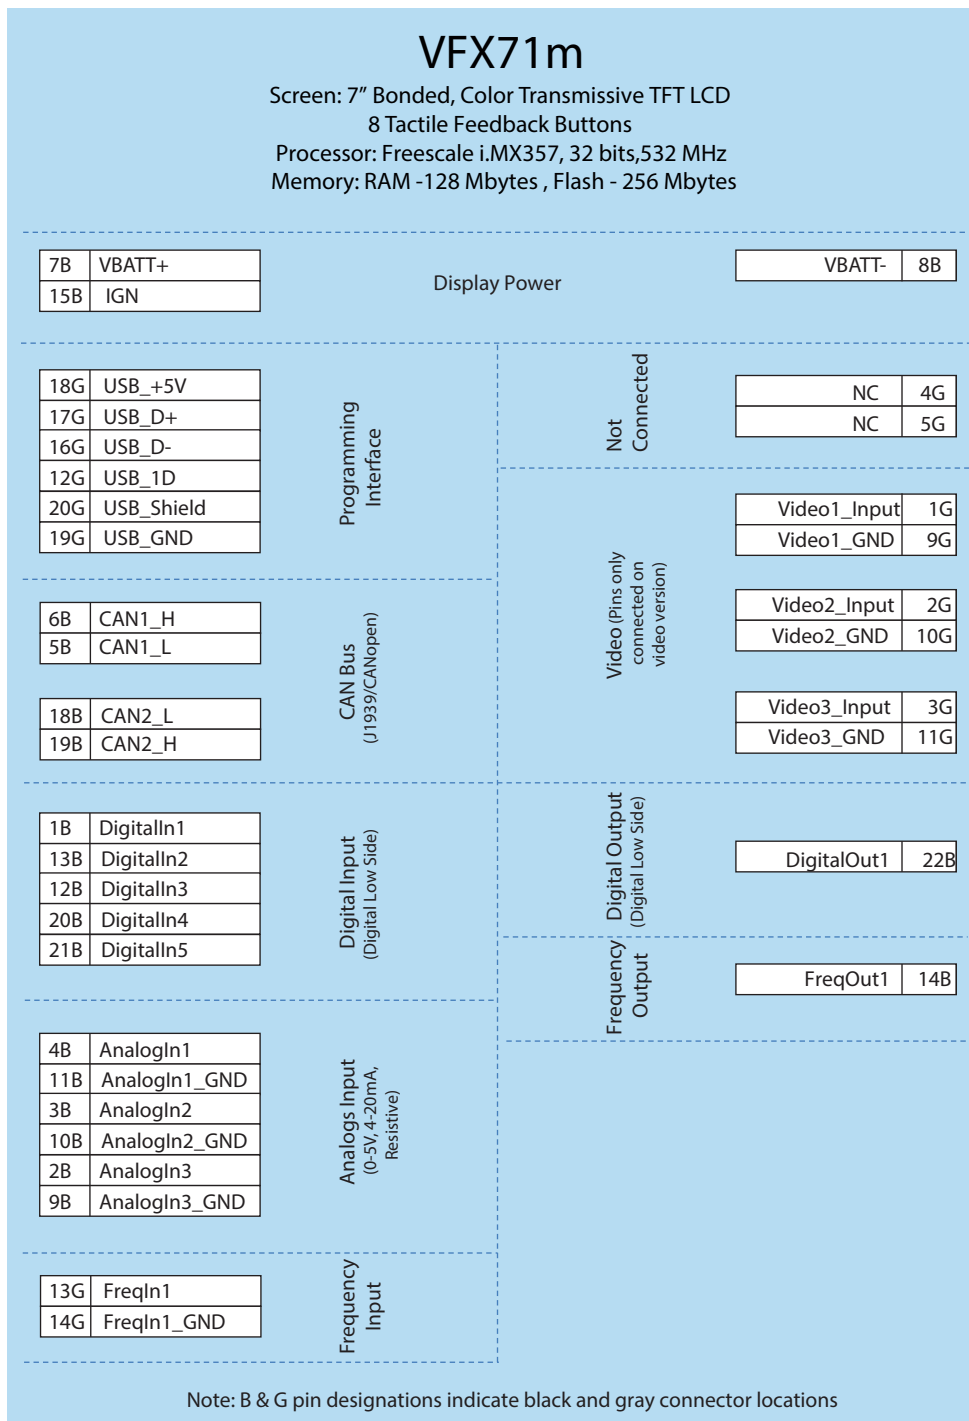 VFX71m
Screen: 7” Bonded, Color Transmissive TFT LCD
8 Tactile Feedback Buttons
Processor: Freescale i.MX357, 32 bits,532 MHz
Memory: RAM -128 Mbytes , Flash - 256 Mbytes
7B VBATT+
15B IGN
Display Power
VBATT- 8B
18G USB_+5V
17G USB_D+
16G USB_D-
12G USB_1D
20G USB_Shield
19G USB_GND
Programming
Interface
Not
Connected
NC 4G
NC 5G
6B CAN1_H
5B CAN1_L
18B CAN2_L
19B CAN2_H
CAN Bus
(J1939/CANopen)
Video (Pins only
connected on
video version)
Video1_Input 1G
Video1_GND 9G
Video2_Input 2G
Video2_GND 10G
Video3_Input 3G
Video3_GND 11G
1B DigitalIn1
13B DigitalIn2
12B DigitalIn3
20B DigitalIn4
21B DigitalIn5
Digital Input
(Digital Low Side)
Digital Output
(Digital Low Side)
DigitalOut1 22B
Frequency
Output
FreqOut1 14B
4B AnalogIn1
11B AnalogIn1_GND
3B AnalogIn2
10B AnalogIn2_GND
2B AnalogIn3
9B AnalogIn3_GND
Analogs Input
(0-5V, 4-20mA,
Resistive)
13G FreqIn1
14G FreqIn1_GND
Frequency
Input
Note: B & G pin designations indicate black and gray connector locations